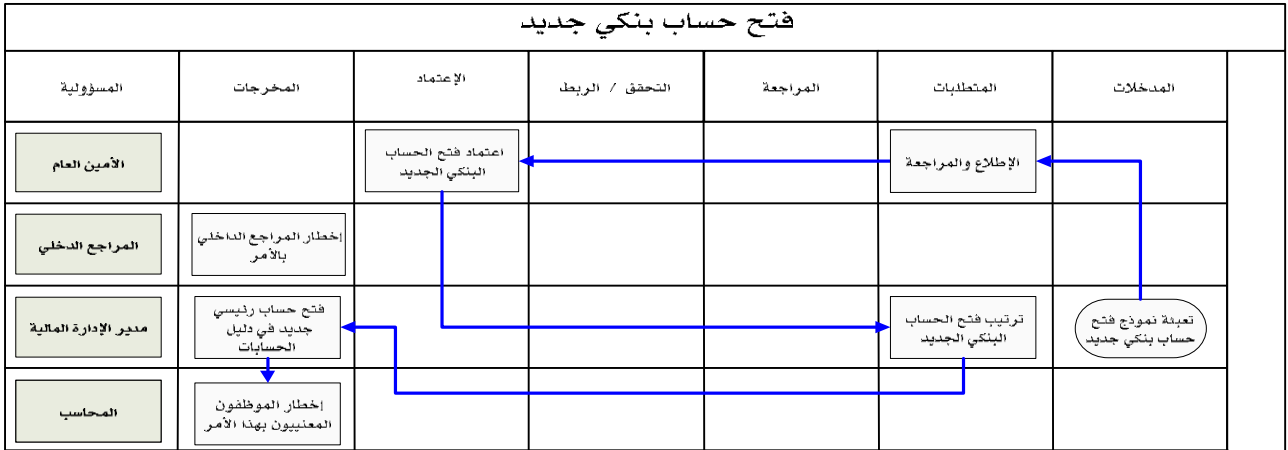 فتح حساب بنكي جديد
المدخلات
المتطلبات
المراجعة
التحقق / الربط
الإعتماد
المخرجات
المسؤولية
الإطلاع والمراجعة
اعتماد فتح الحساب
البنكي الجديد
الأمين العام
إخطار المراجع الداخلي
بالأمر
المراجع الدخلي
تعبئة نموذج فتح
حساب بنكي جديد
ترتيب فتح الحساب
البنكي الجديد
فتح حساب رئيسي
جديد في دليل
الحسابات
مدير الإدارة المالية
إخطار الموظفون
المعنييون بهذا الأمر
المحاسب